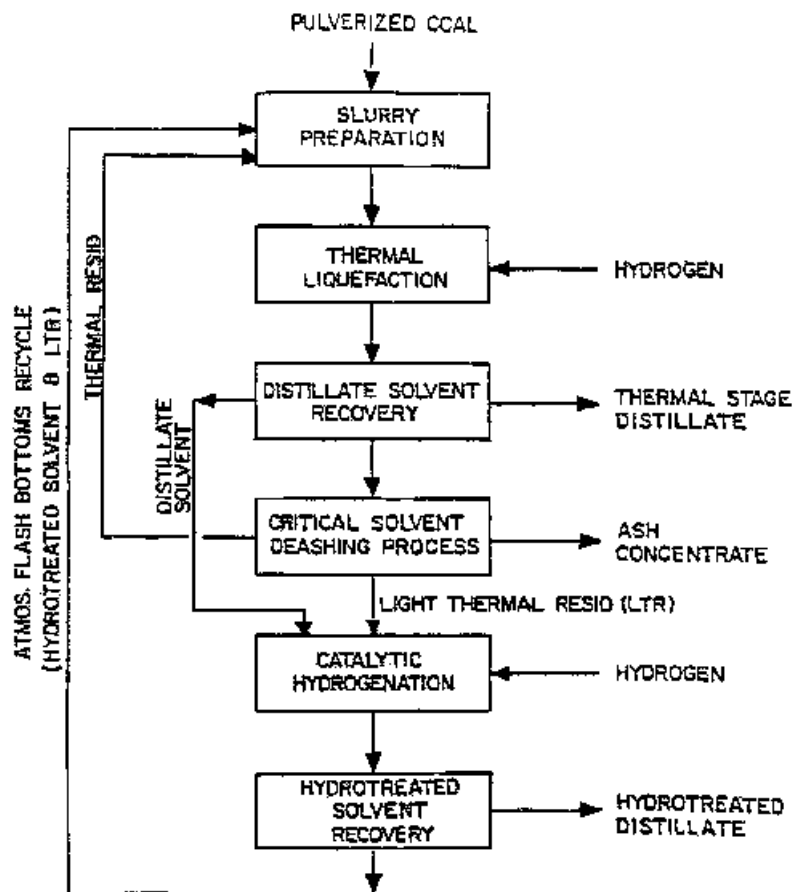 PULVERIZED CCAL
SLURRY
PREPARATION
THERMAL
LIQUEFACTION
HYDROGEN
DISTILLATE SOLVENT
RECOVERY
THERMAL STAGE
DISTILLATE
DISTILLATE
SOLVENT
THERMAL RESID
ATMOS. FLASH BOTTOMS RECYCLE
(HYDROTREATED SOLVENT & LTR)
CRITICAL SOLVENT
DEASHING PROCESS
ASH
CONCENTRATE
LIGHT THERMAL RESID (LTR)
CATALYTIC
HYDROGENATION
HYDROGEN
HYDROTREATED
SOLVENT
RECOVERY
HYDROTREATED
DISTILLATE